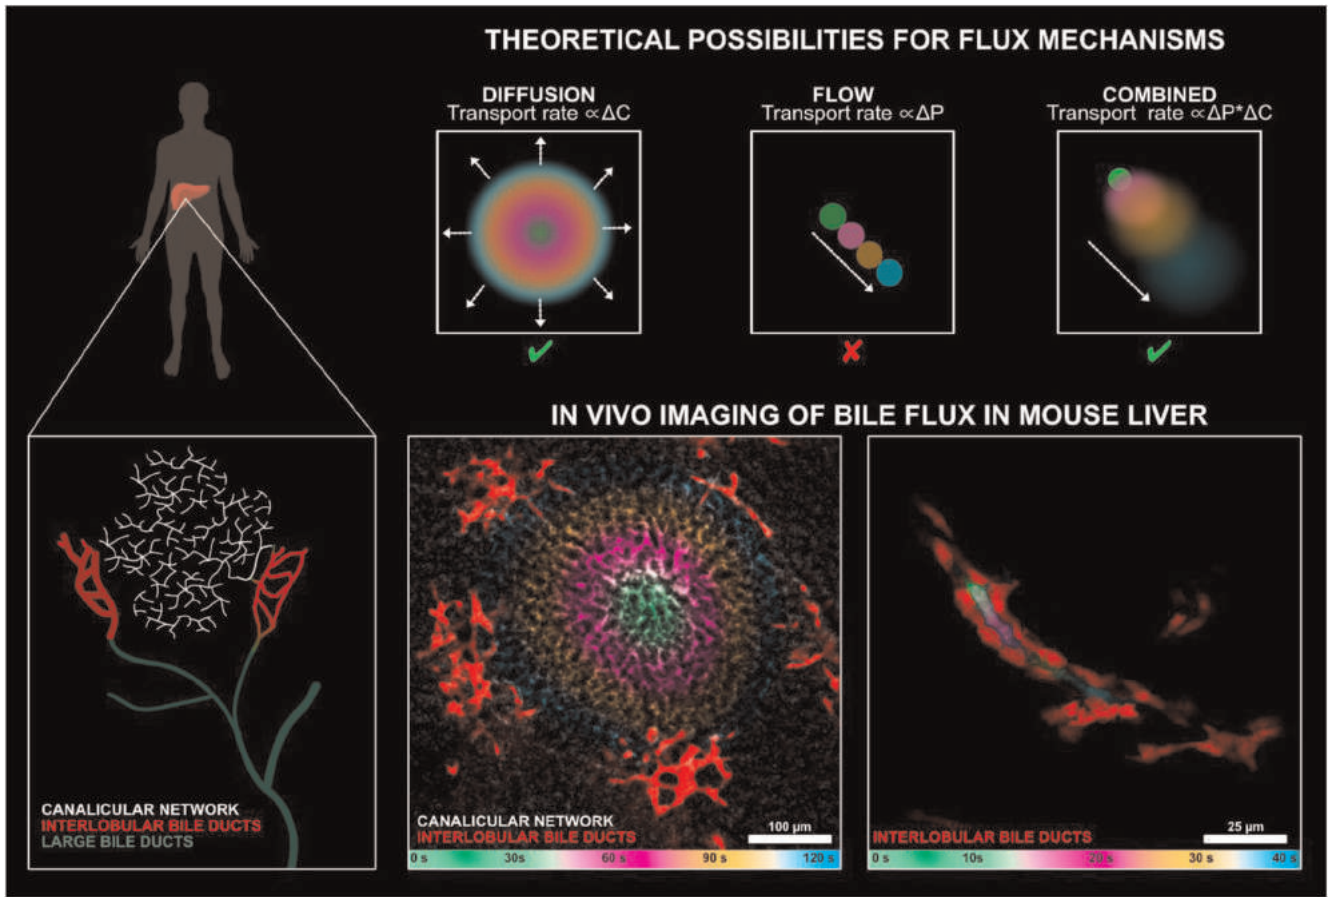 THEORETICAL POSSIBILITIES FOR FLUX MECHANISMS
DIFFUSION
Transport rate ∝ΔC
FLOW
Transport rate ∝ΔP
COMBINED
Transport rate ∝ΔP*ΔC
IN VIVO IMAGING OF BILE FLUX IN MOUSE LIVER
CANALICULAR NETWORK
INTERLOBULAR BILE DUCTS
LARGE BILE DUCTS
CANALICULAR NETWORK
INTERLOBULAR BILE DUCTS
100 µm
0 s 30s 60 s 90 s 120 s
INTERLOBULAR BILE DUCTS
25 µm
0 s 10s 20 s 30 s 40 s